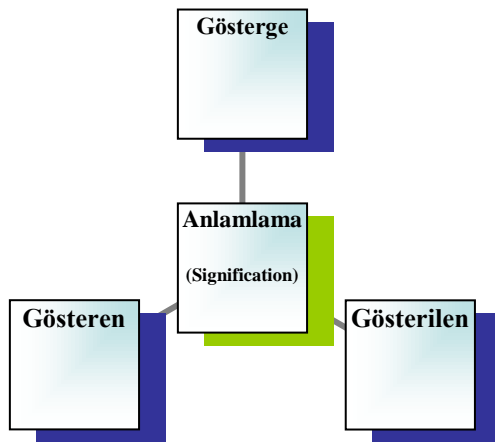 Gösterge
Anlamlama
(Signification)
Gösteren
Gösterilen